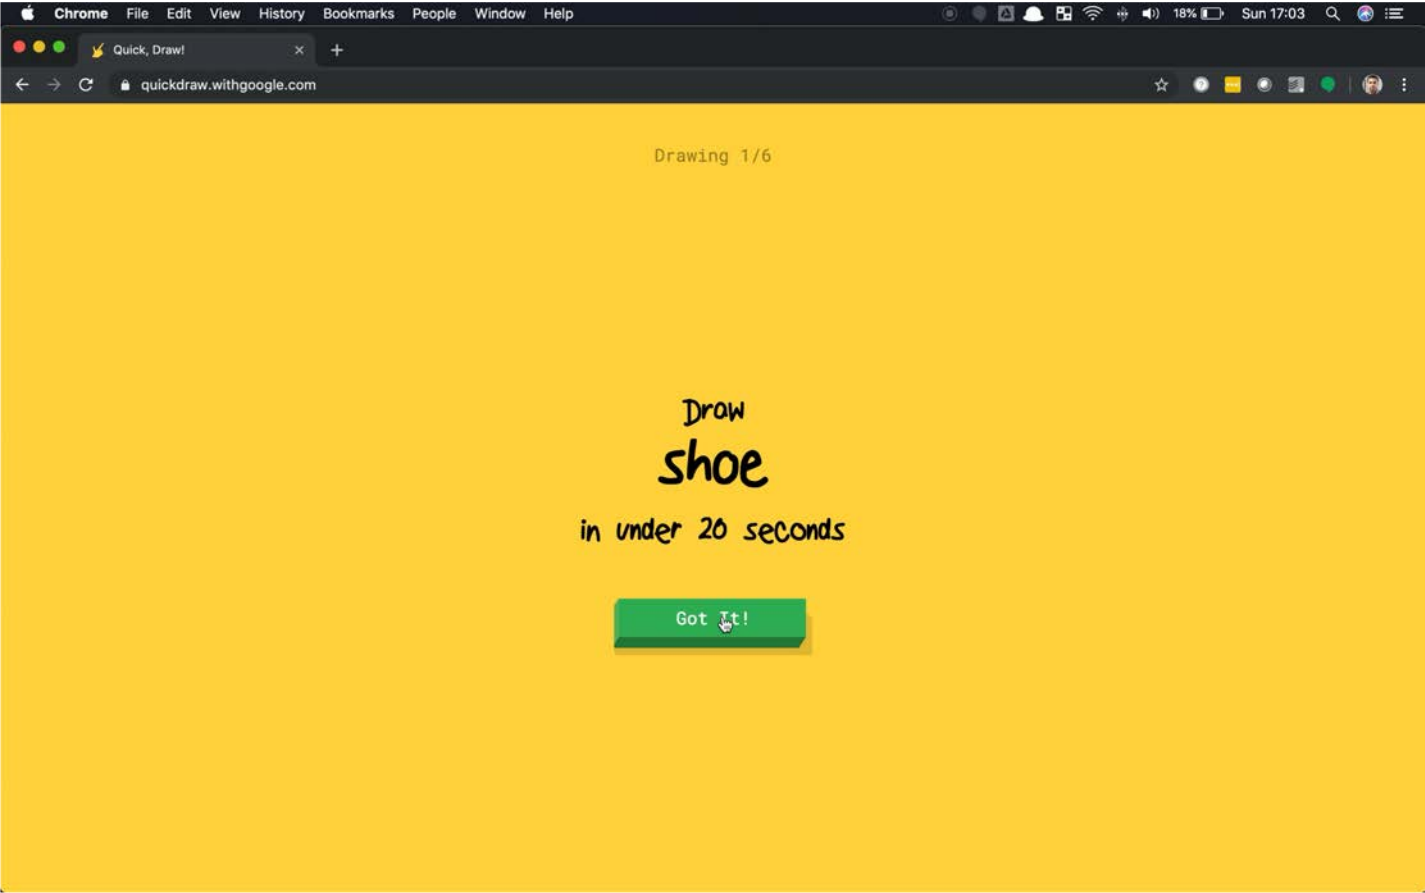 Chrome File Edit View History Bookmarks People Window Help 18% Sun 17:03
Quick, Draw!
quickdraw.withgoogle.com
Drawing 1/6
Draw
shoe
in under 20 seconds
Got It!